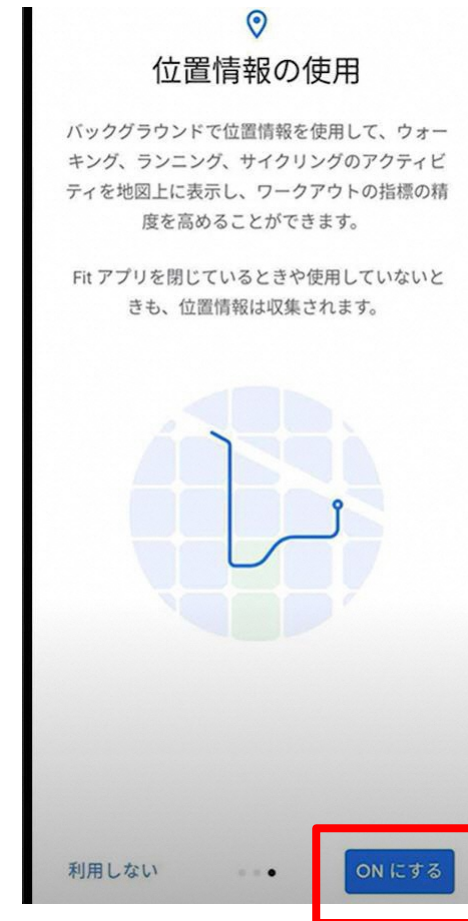 位置情報の使用
バックグラウンドで位置情報を使用して、ウォー
キング、ランニング、サイクリングのアクティビ
ティを地図上に表示し、ワークアウトの指標の精
度を高めることができます。
Fit アプリを閉じているときや使用していないと
きも、位置情報は収集されます。
利用しない
ON にする